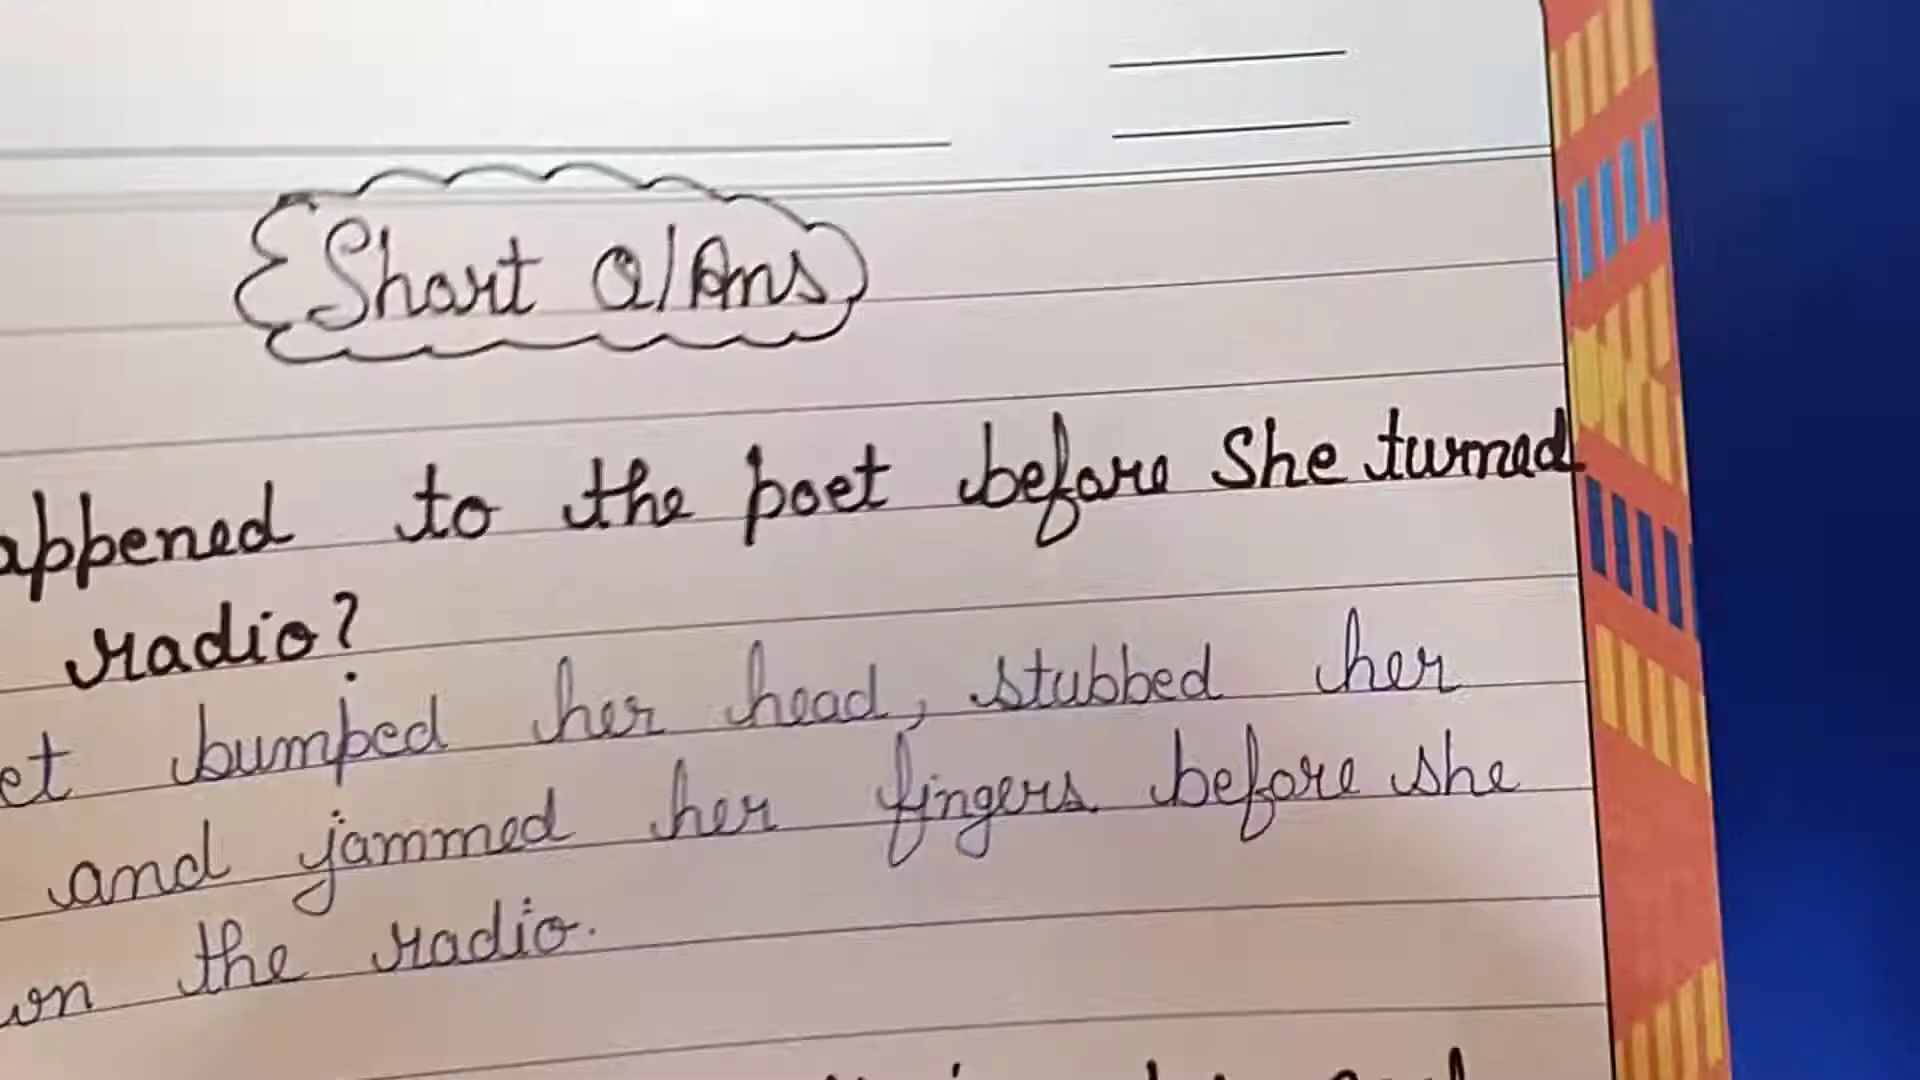 Short Q/Ans
appened to the poet before She turned
radio?
et bumped her head, stubbed her
and jammed her fingers before she
on the radio.